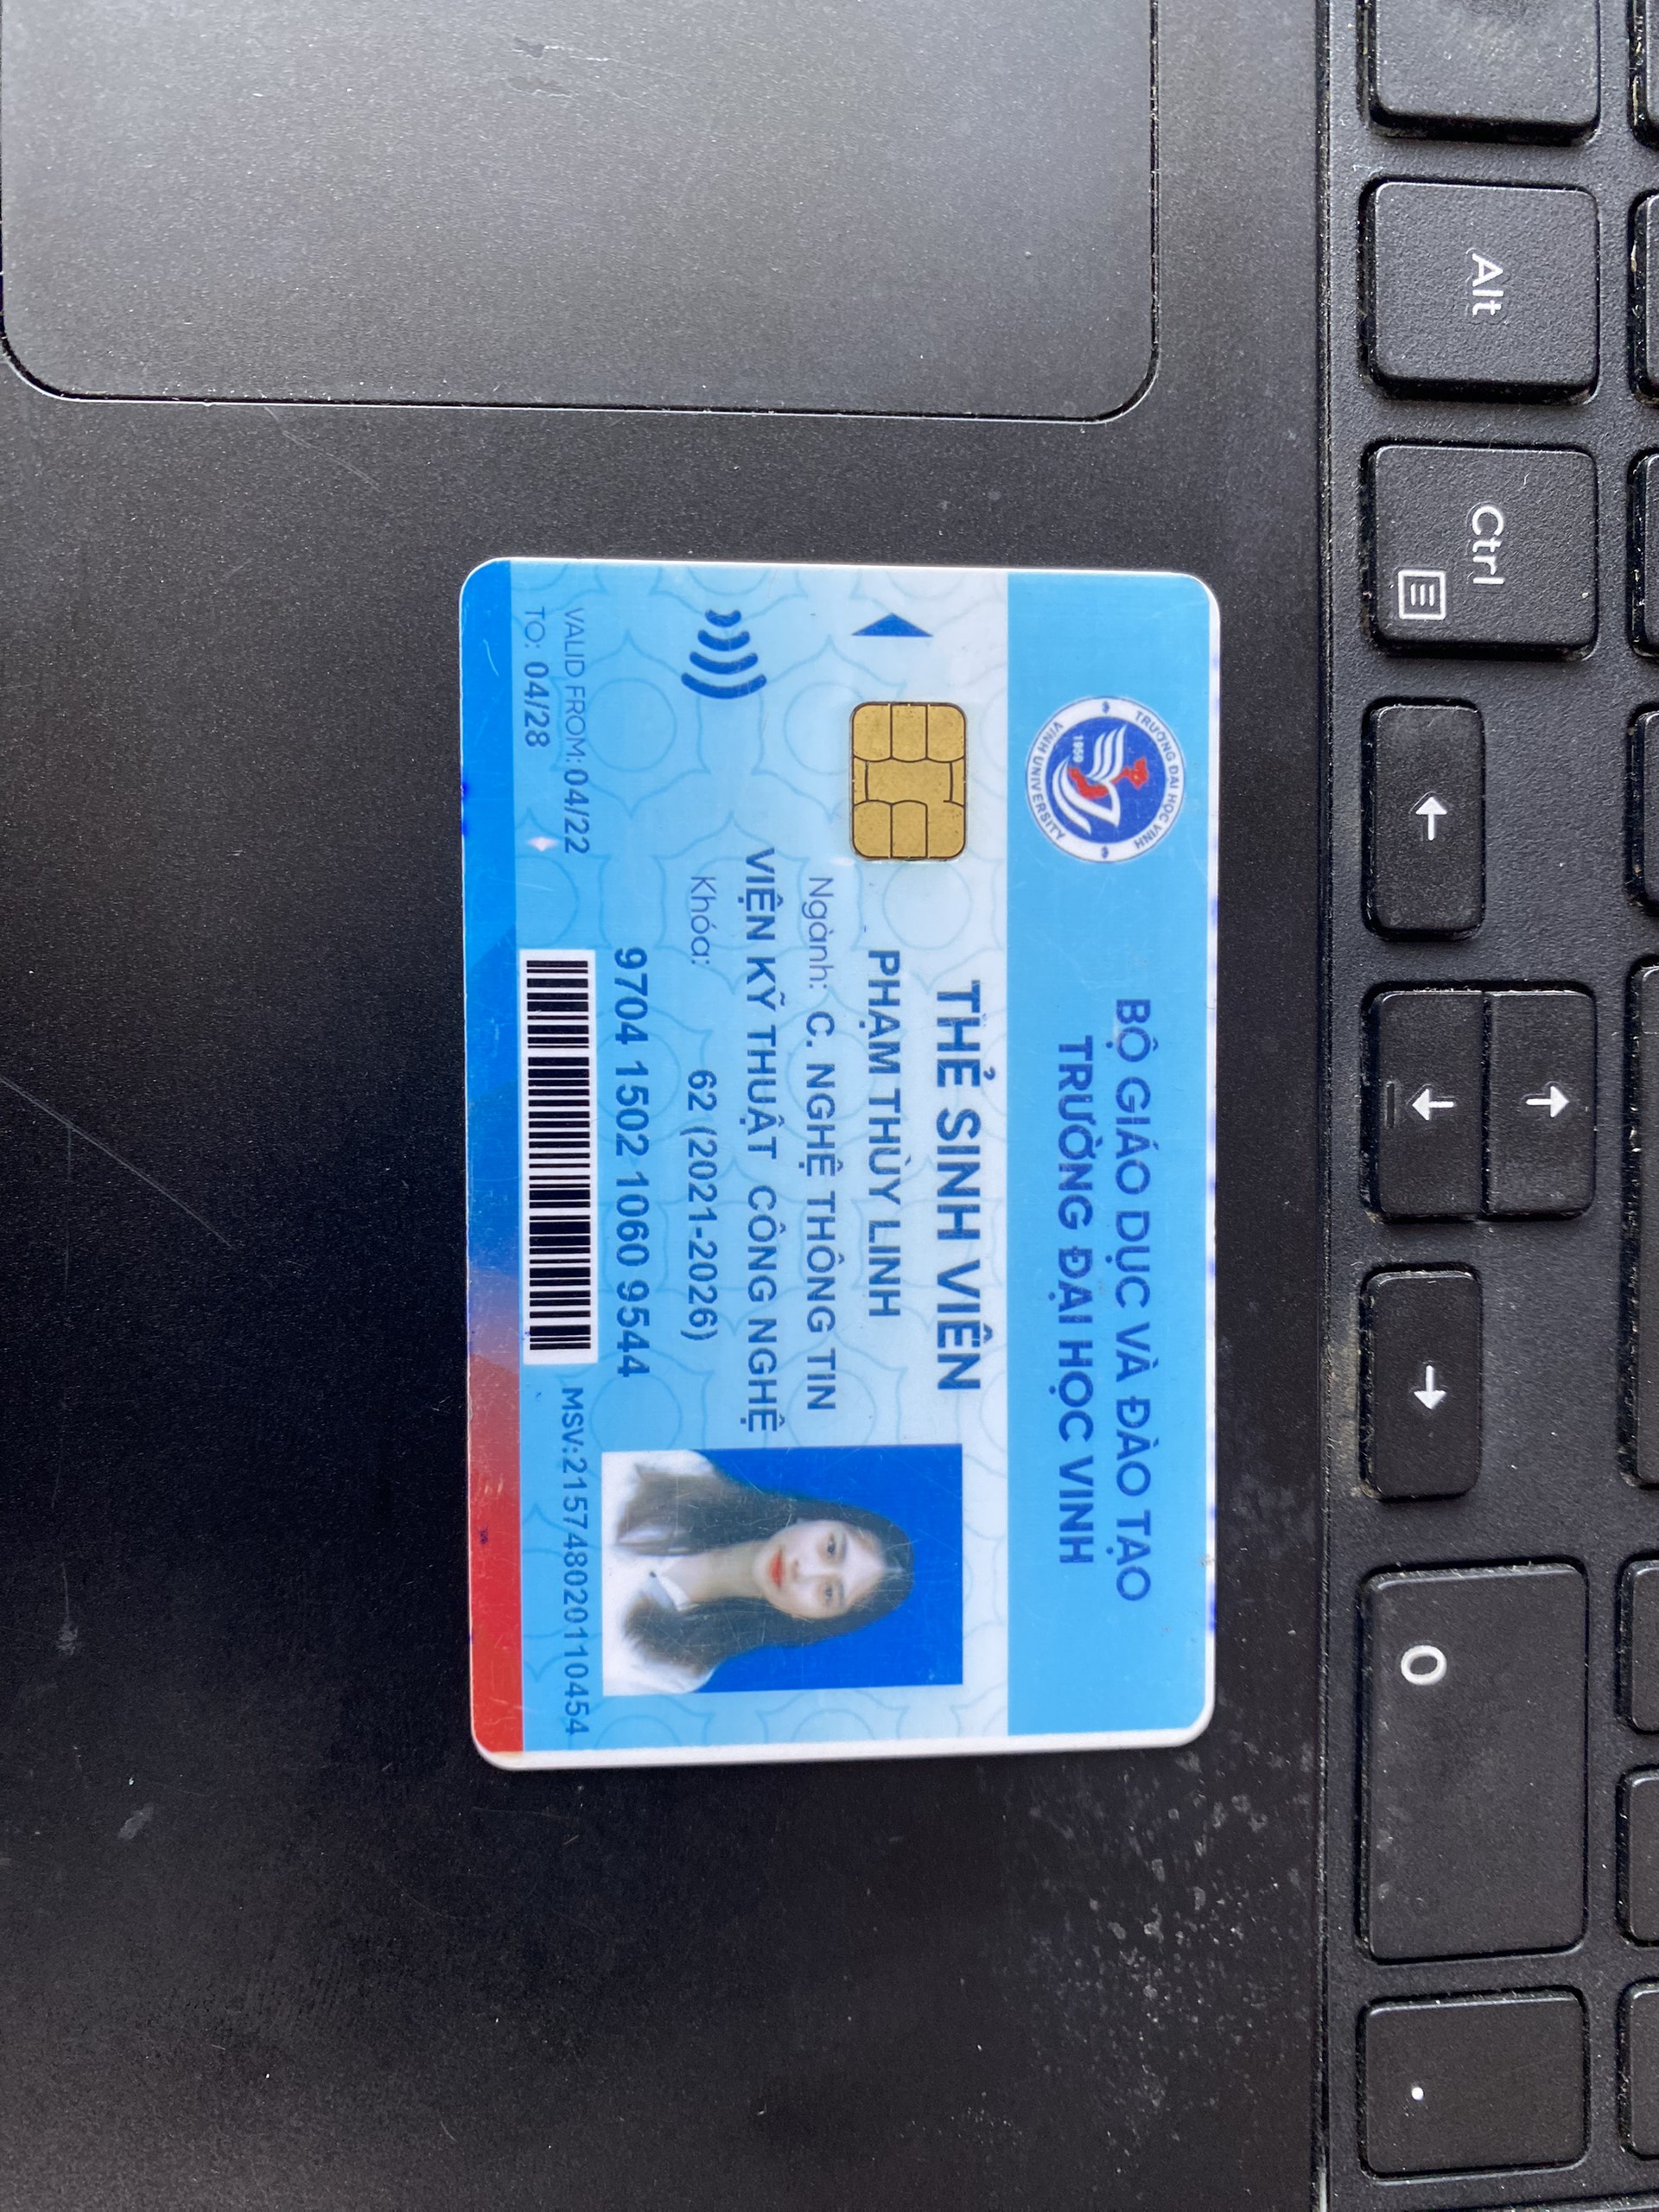 Alt
Ctrl
↑
←
↓
→
0
.
TRƯỜNG ĐẠI HỌC VINH
1959
VINH UNIVERSITY
BỘ GIÁO DỤC VÀ ĐÀO TẠO
TRƯỜNG ĐẠI HỌC VINH
THẺ SINH VIÊN
PHẠM THÙY LINH
Ngành: C. NGHỆ THÔNG TIN
VIỆN KỸ THUẬT CÔNG NGHỆ
Khóa: 62 (2021-2026)
9704 1502 1060 9544
VALID FROM: 04/22
TO: 04/28
MSV:215748020110454